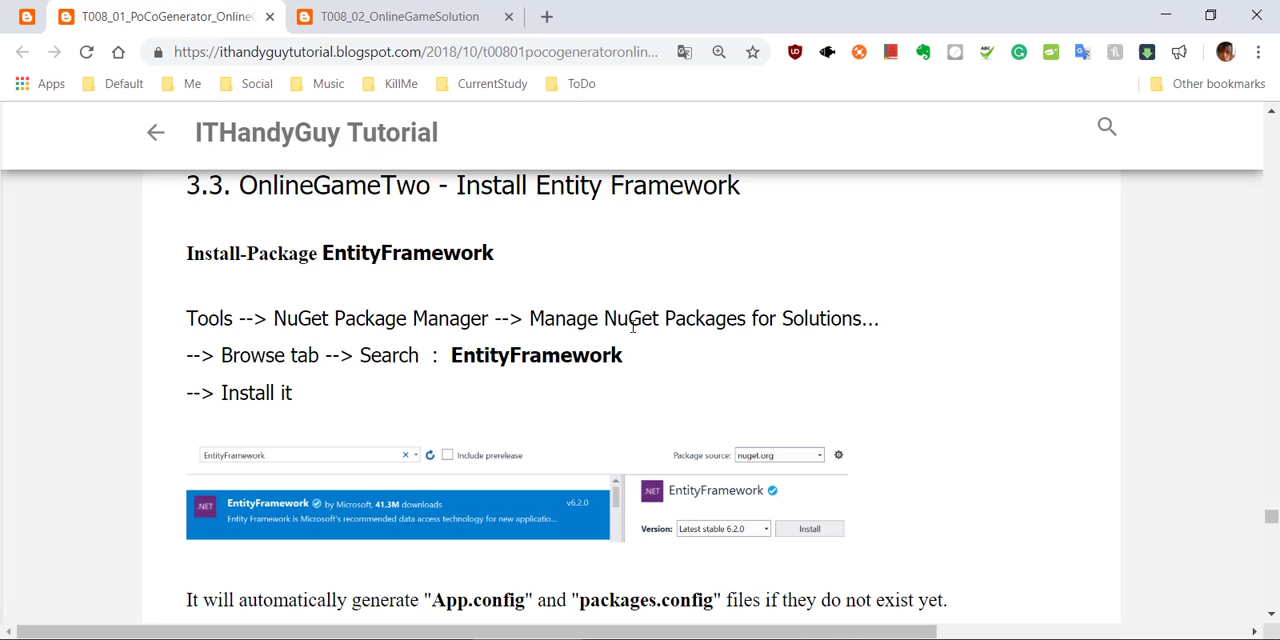 T008_01_PoCoGenerator_OnlineG
T008_02_OnlineGameSolution
https://ithandyguytutorial.blogspot.com/2018/10/t00801pocogeneratoronlin...
Apps
Default
Me
Social
Music
KillMe
CurrentStudy
ToDo
Other bookmarks
ITHandyGuy Tutorial
3.3. OnlineGameTwo - Install Entity Framework
Install-Package EntityFramework
Tools --> NuGet Package Manager --> Manage NuGet Packages for Solutions...
--> Browse tab --> Search : EntityFramework
--> Install it
EntityFramework
Include prerelease
Package source: nuget.org
.NET EntityFramework by Microsoft, 41.3M downloads v6.2.0
Entity Framework is Microsoft's recommended data access technology for new applicatio...
.NET EntityFramework
Version: Latest stable 6.2.0 Install
It will automatically generate "App.config" and "packages.config" files if they do not exist yet.